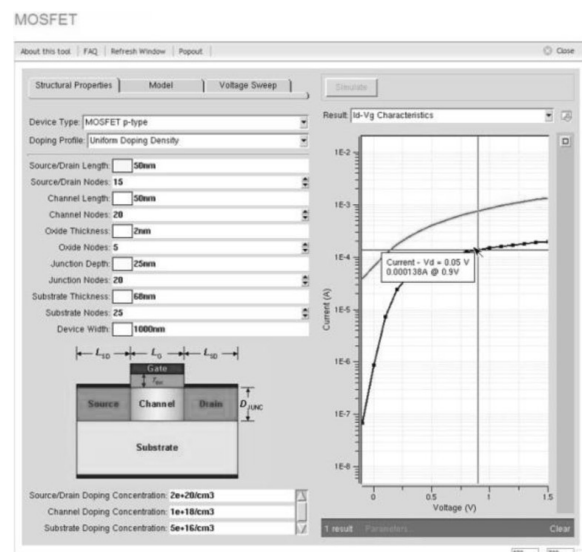 MOSFET
About this tool | FAQ | Refresh Window | Popout | Close
Structural Properties Model Voltage Sweep
Device Type: MOSFET p-type
Doping Profile: Uniform Doping Density
Source/Drain Length: 50nm
Source/Drain Nodes: 15
Channel Length: 50nm
Channel Nodes: 20
Oxide Thickness: 2nm
Oxide Nodes: 5
Junction Depth: 25nm
Junction Nodes: 20
Substrate Thickness: 60nm
Substrate Nodes: 25
Device Width: 1000nm
L_SD L_G L_SD
Gate
Source Channel Drain D_JUNC
Substrate
Source/Drain Doping Concentration: 2e+20/cm3
Channel Doping Concentration: 1e+18/cm3
Substrate Doping Concentration: 5e+16/cm3
Simulate
Result: Id-Vg Characteristics
1E-2
1E-3
1E-4
1E-5
1E-6
1E-7
1E-8
Current (A)
Current - Vd = 0.05 V
0.000138A @ 0.9V
0 0.5 1 1.5
Voltage (V)
1 result Parameters... Clear